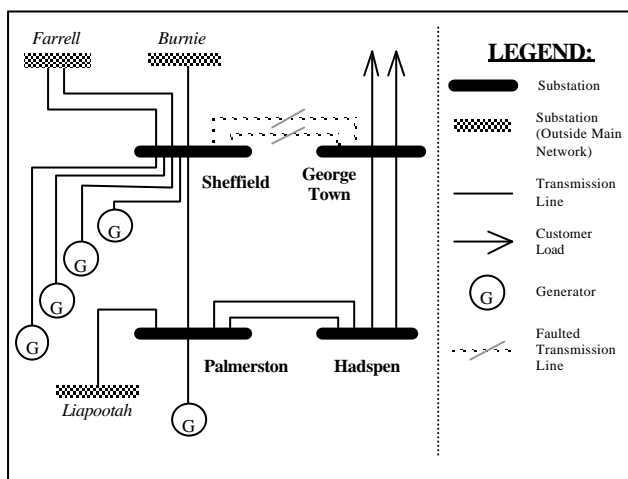 Farrell
Burnie
Sheffield
George
Town
G
G
G
G
Palmerston
Hadspen
Liapootah
G
LEGEND:
Substation
Substation
(Outside Main
Network)
Transmission
Line
Customer
Load
G
Generator
Faulted
Transmission
Line